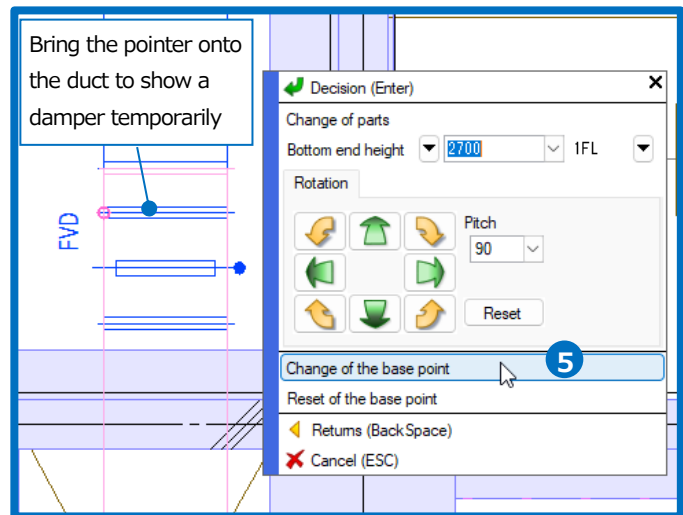 Bring the pointer onto
the duct to show a
damper temporarily
FVD
Decision (Enter)
Change of parts
Bottom end height 2700 1FL
Rotation
Pitch
90
Reset
Change of the base point
5
Reset of the base point
Returns (BackSpace)
Cancel (ESC)